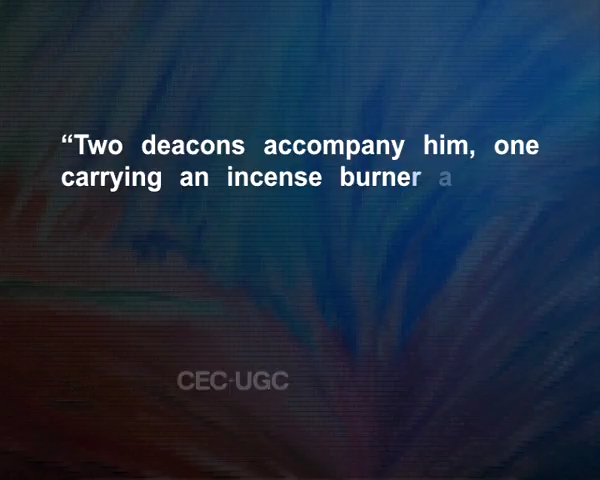 “Two deacons accompany him, one
carrying an incense burner a
CEC-UGC